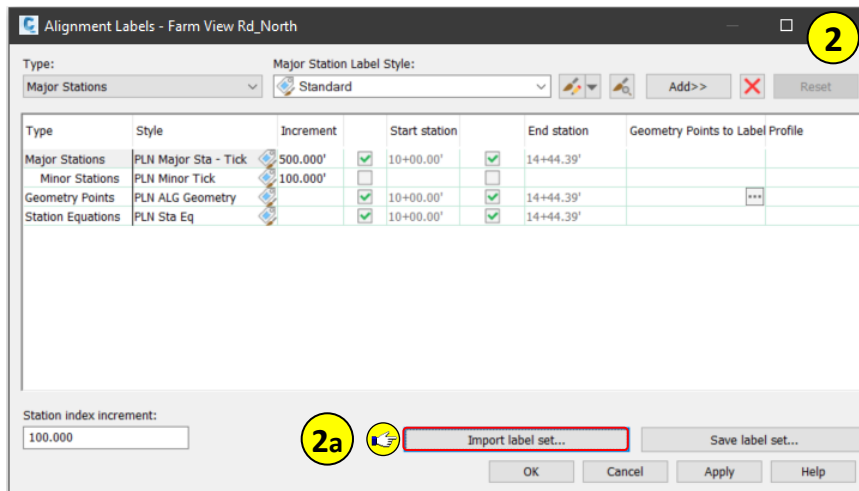 Alignment Labels - Farm View Rd_North
2
Type: Major Station Label Style:
Major Stations Standard Add>> Reset
Type Style Increment Start station End station Geometry Points to Label Profile
Major Stations PLN Major Sta - Tick 500.000' 10+00.00' 14+44.39'
Minor Stations PLN Minor Tick 100.000'
Geometry Points PLN ALG Geometry 10+00.00' 14+44.39' ...
Station Equations PLN Sta Eq 10+00.00' 14+44.39'
Station index increment:
100.000 2a Import label set... Save label set...
OK Cancel Apply Help